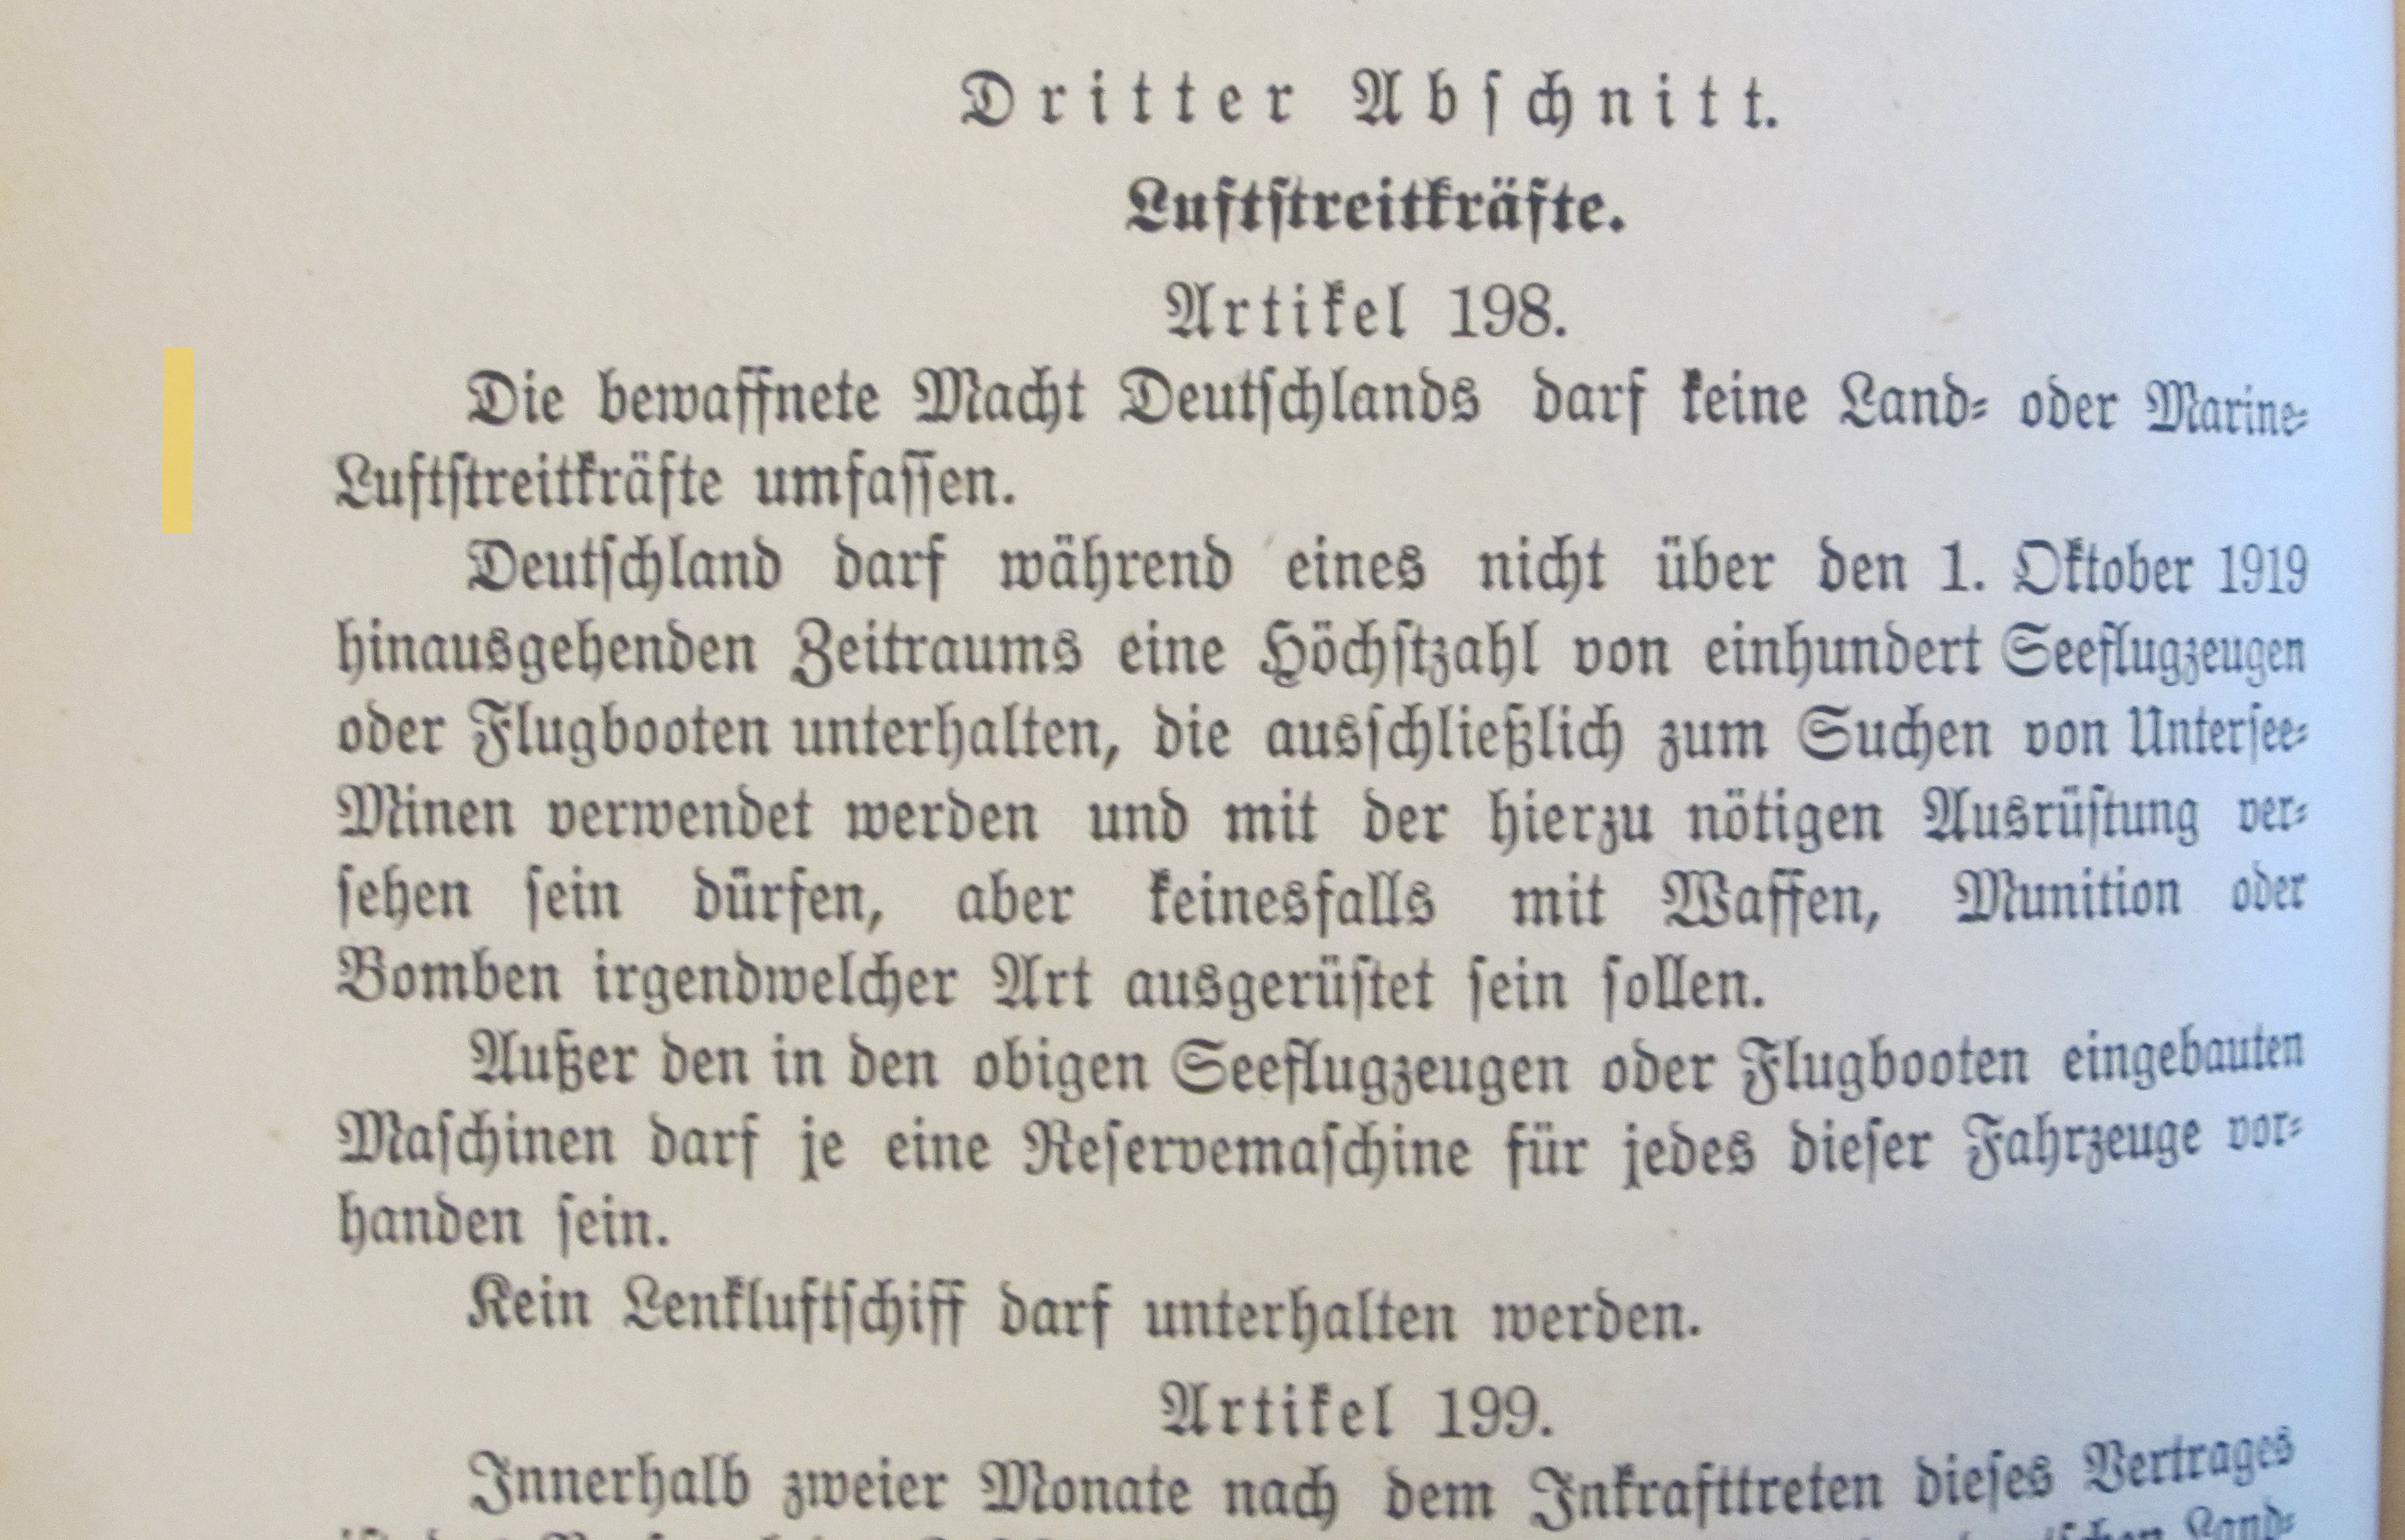 Dritter Abschnitt.
Luftstreitkräfte.
Artikel 198.
Die bewaffnete Macht Deutschlands darf keine Land- oder Marine-
Luftstreitkräfte umfassen.
Deutschland darf während eines nicht über den 1. Oktober 1919
hinausgehenden Zeitraums eine Höchstzahl von einhundert Seeflugzeugen
oder Flugbooten unterhalten, die ausschließlich zum Suchen von Untersee-
Minen verwendet werden und mit der hierzu nötigen Ausrüstung ver-
sehen sein dürfen, aber keinesfalls mit Waffen, Munition oder
Bomben irgendwelcher Art ausgerüstet sein sollen.
Außer den in den obigen Seeflugzeugen oder Flugbooten eingebauten
Maschinen darf je eine Reservemaschine für jedes dieser Fahrzeuge vor-
handen sein.
Kein Lenkluftschiff darf unterhalten werden.
Artikel 199.
Innerhalb zweier Monate nach dem Inkrafttreten dieses Vertrages
Land-